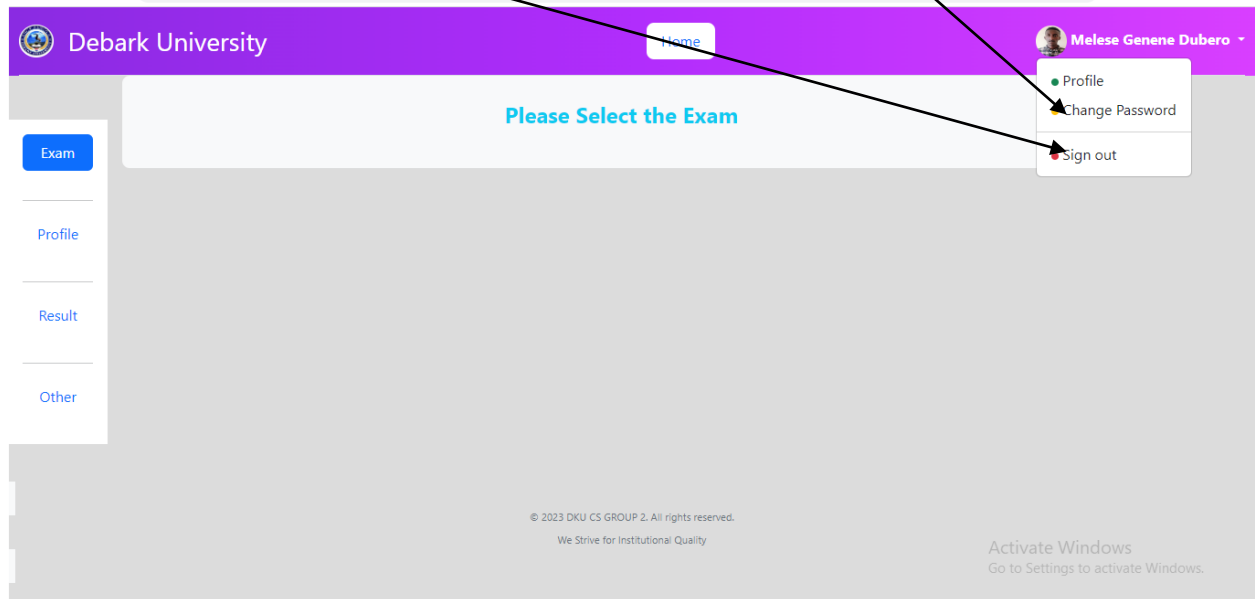 Debark University
Home
Melese Genene Dubero
Profile
Change Password
Sign out
Please Select the Exam
Exam
Profile
Result
Other
© 2023 DKU CS GROUP 2. All rights reserved.
We Strive for Institutional Quality
Activate Windows
Go to Settings to activate Windows.